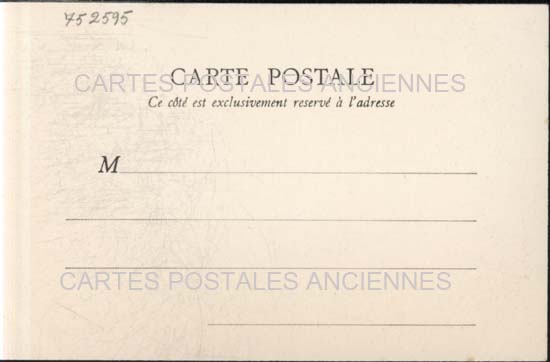 752595
CARTE POSTALE
CARTES POSTALES ANCIENNES
Ce côté est exclusivement reservé à l'adresse
M
CARTES POSTALES ANCIENNES